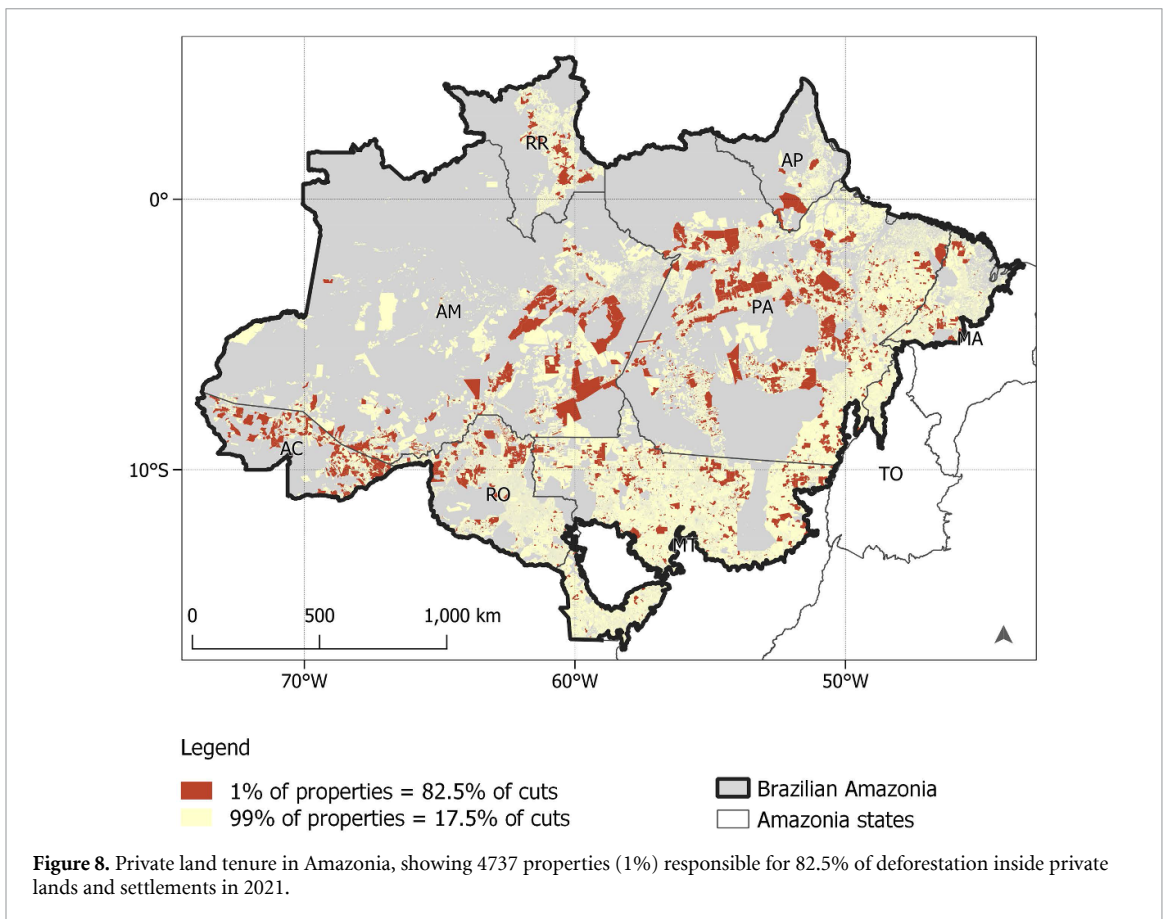 RR
AP
0°
AM
PA
MA
AC
TO
10°S
RO
MT
0 500 1,000 km
70°W 60°W 50°W
Legend
1% of properties = 82.5% of cuts
99% of properties = 17.5% of cuts
Brazilian Amazonia
Amazonia states
Figure 8. Private land tenure in Amazonia, showing 4737 properties (1%) responsible for 82.5% of deforestation inside private
lands and settlements in 2021.